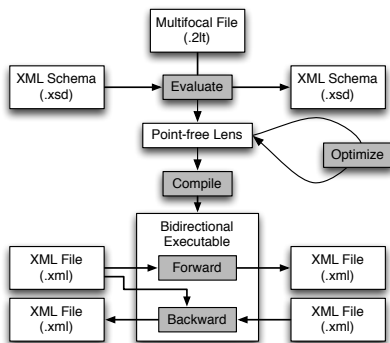 Multifocal File
(.2lt)
XML Schema
(.xsd)
Evaluate
XML Schema
(.xsd)
Point-free Lens
Optimize
Compile
Bidirectional
Executable
XML File
(.xml)
Forward
XML File
(.xml)
XML File
(.xml)
Backward
XML File
(.xml)